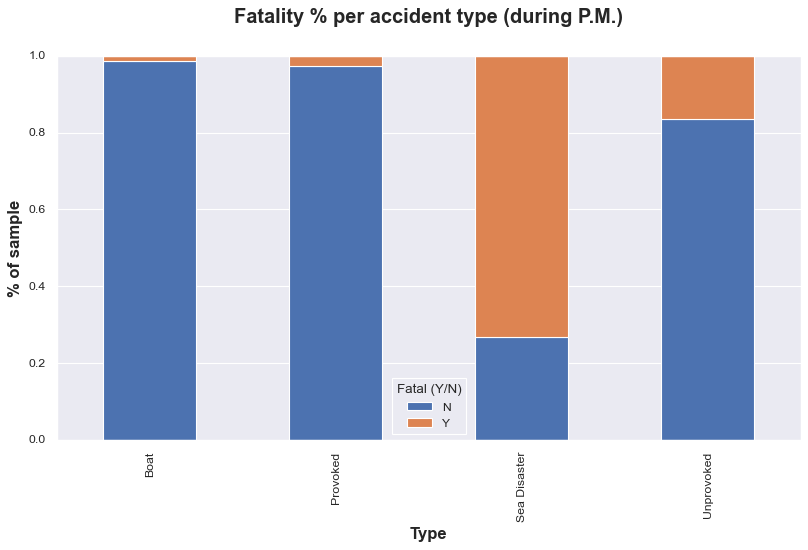 Fatality % per accident type (during P.M.)
% of sample
1.0
0.8
0.6
0.4
0.2
0.0
Fatal (Y/N)
N
Y
Boat
Provoked
Sea Disaster
Unprovoked
Type